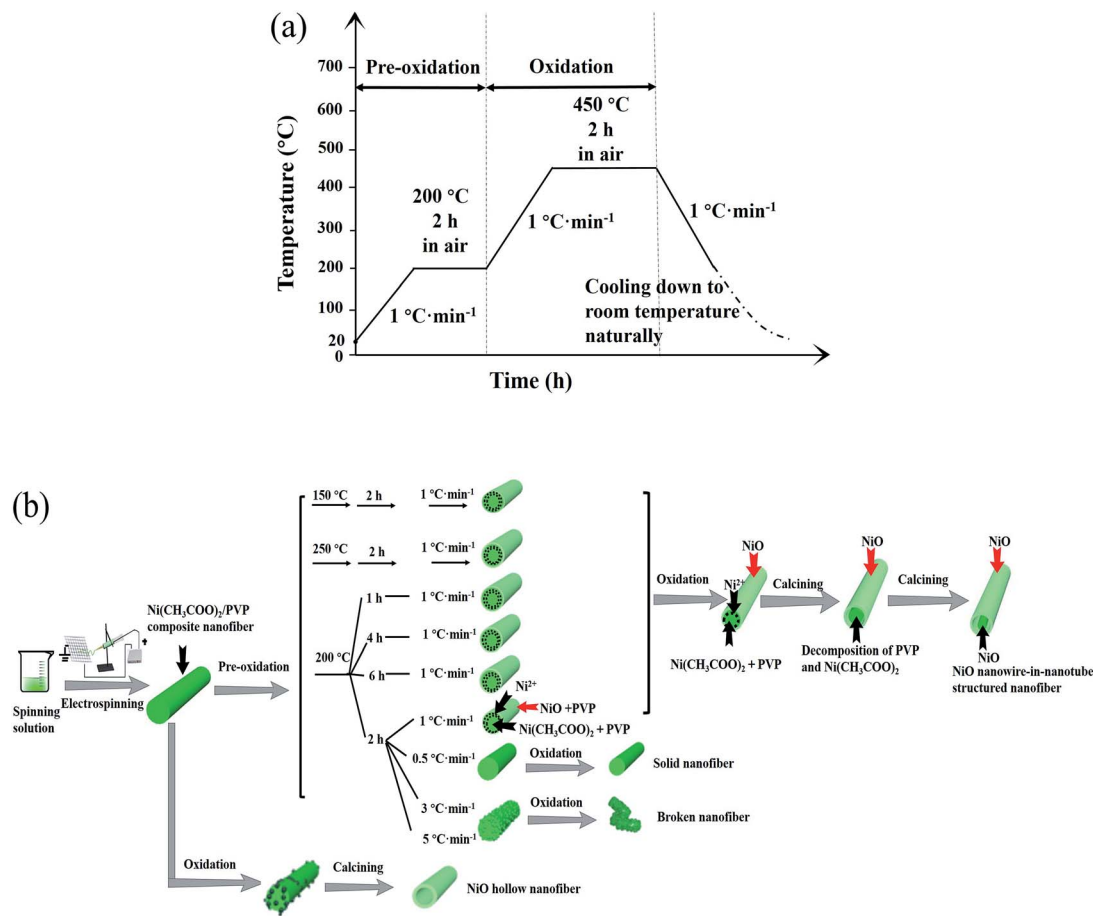 (a)
700
600
500
400
300
200
100
20
0
Temperature (°C)
Time (h)
Pre-oxidation
Oxidation
200 °C
2 h
in air
1 °C·min⁻¹
450 °C
2 h
in air
1 °C·min⁻¹
1 °C·min⁻¹
Cooling down to
room temperature
naturally
(b)
Spinning
solution
Electrospinning
Ni(CH₃COO)₂/PVP
composite nanofiber
Pre-oxidation
150 °C
2 h
1 °C·min⁻¹
250 °C
2 h
1 °C·min⁻¹
200 °C
1 h
1 °C·min⁻¹
4 h
1 °C·min⁻¹
6 h
1 °C·min⁻¹
2 h
1 °C·min⁻¹
Ni²⁺
NiO +PVP
Ni(CH₃COO)₂ + PVP
0.5 °C·min⁻¹
Oxidation
Solid nanofiber
3 °C·min⁻¹
5 °C·min⁻¹
Oxidation
Broken nanofiber
Oxidation
NiO
Ni²⁺
Ni(CH₃COO)₂ + PVP
Calcining
NiO
Decomposition of PVP
and Ni(CH₃COO)₂
Calcining
NiO
NiO
NiO nanowire-in-nanotube
structured nanofiber
Oxidation
Calcining
NiO hollow nanofiber